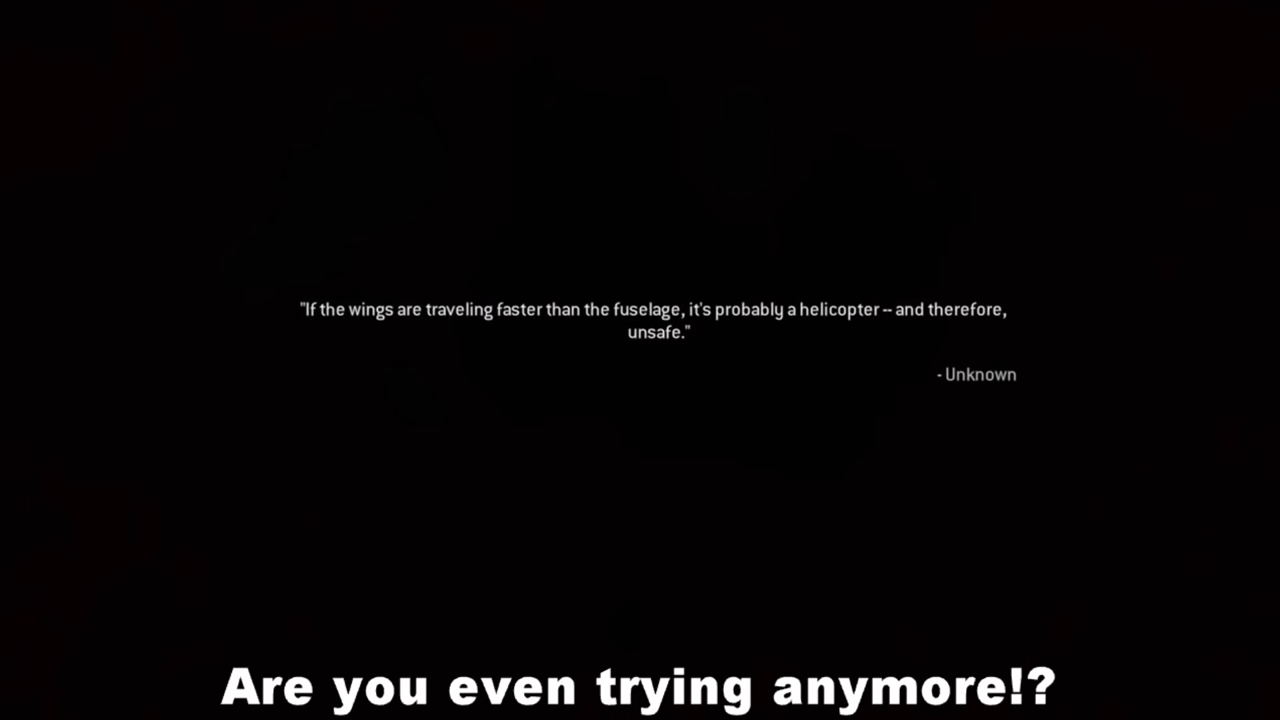 "If the wings are traveling faster than the fuselage, it's probably a helicopter -- and therefore,
unsafe."
- Unknown
Are you even trying anymore!?